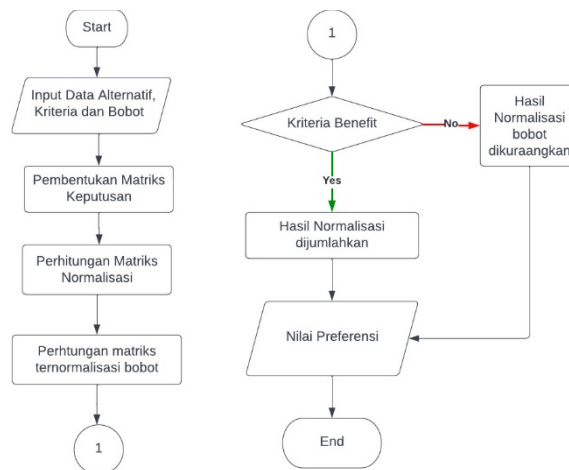 Start
Input Data Alternatif,
Kriteria dan Bobot
Pembentukan Matriks
Keputusan
Perhitungan Matriks
Normalisasi
Perhtungan matriks
ternormalisasi bobot
1
1
Kriteria Benefit
No
Hasil
Normalisasi
bobot
dikuraangkan
Yes
Hasil Normalisasi
dijumlahkan
Nilai Preferensi
End